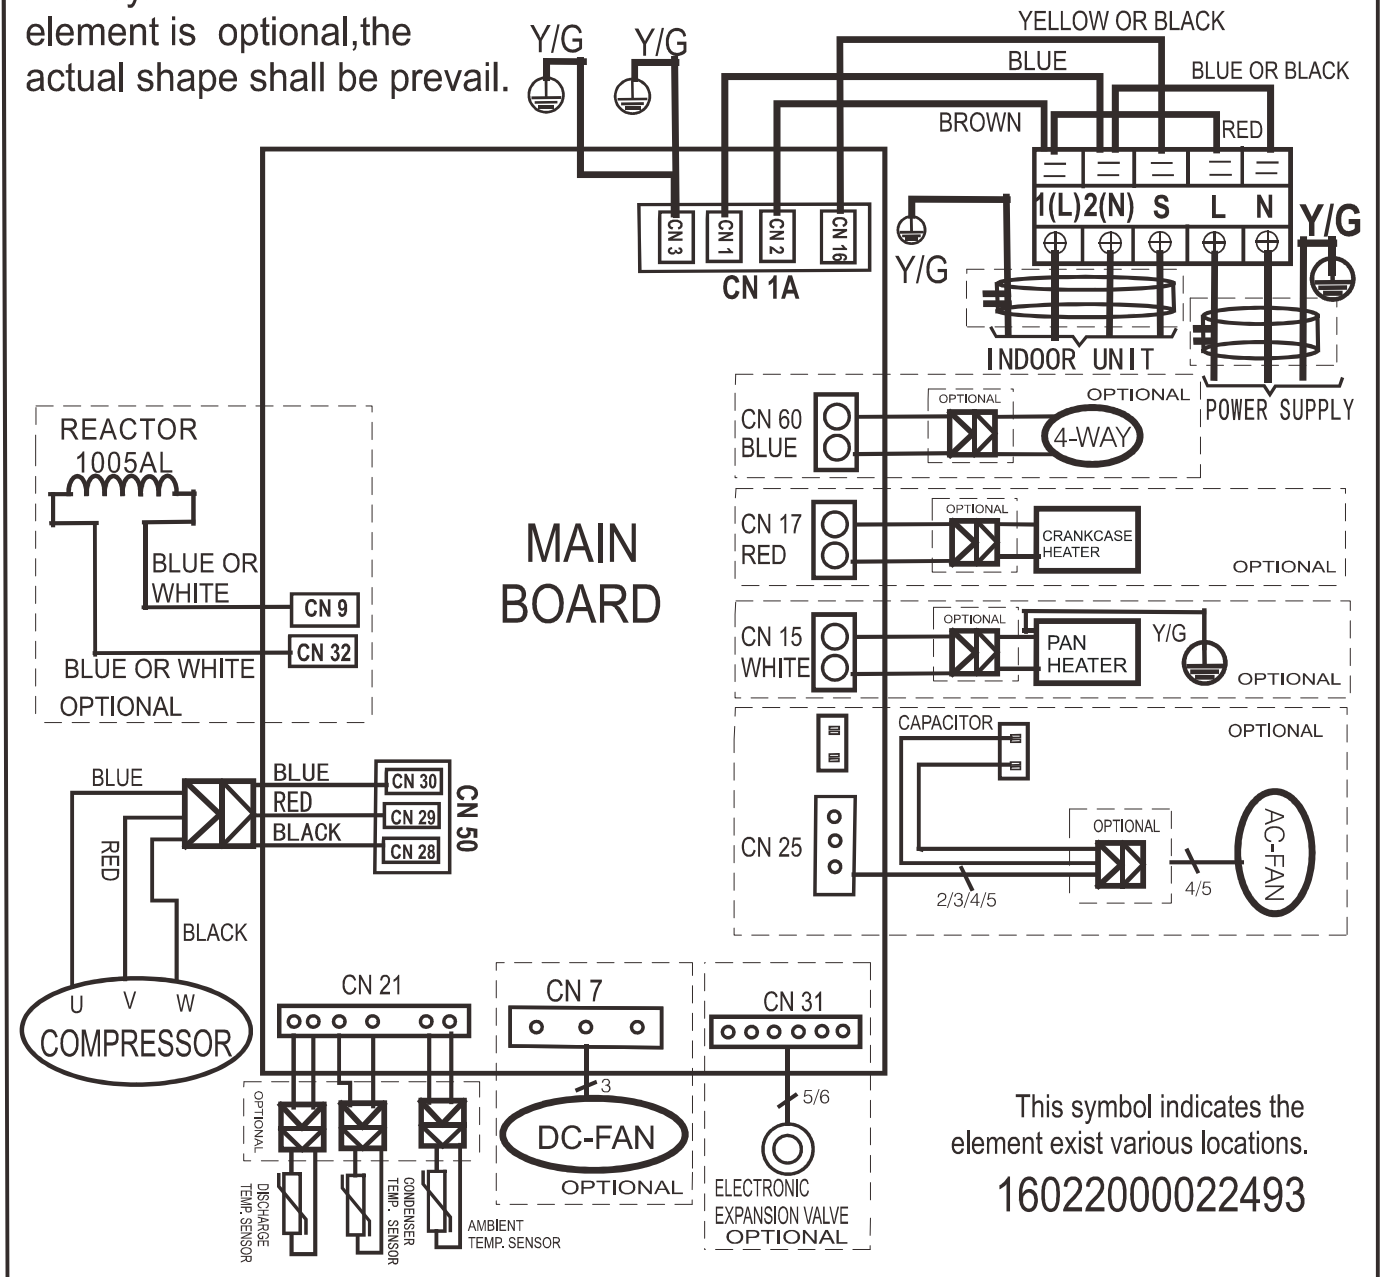 element is optional,the
actual shape shall be prevail.
Y/G
Y/G
YELLOW OR BLACK
BLUE
BLUE OR BLACK
BROWN
RED
1(L) 2(N) S L N
Y/G
Y/G
CN 3
CN 1
CN 2
CN 16
CN 1A
INDOOR UNIT
POWER SUPPLY
REACTOR
1005AL
BLUE OR
WHITE
CN 9
CN 32
BLUE OR WHITE
OPTIONAL
MAIN
BOARD
CN 60
BLUE
OPTIONAL
OPTIONAL
4-WAY
CN 17
RED
OPTIONAL
CRANKCASE
HEATER
OPTIONAL
CN 15
WHITE
OPTIONAL
PAN
HEATER
Y/G
OPTIONAL
CAPACITOR
OPTIONAL
CN 25
2/3/4/5
OPTIONAL
4/5
AC-FAN
BLUE
RED
BLACK
BLUE
RED
BLACK
CN 30
CN 29
CN 28
CN 50
U V W
COMPRESSOR
CN 21
OPTIONAL
DISCHARGE
TEMP. SENSOR
CONDENSER
TEMP. SENSOR
AMBIENT
TEMP. SENSOR
CN 7
3
DC-FAN
OPTIONAL
CN 31
5/6
ELECTRONIC
EXPANSION VALVE
OPTIONAL
This symbol indicates the
element exist various locations.
16022000022493